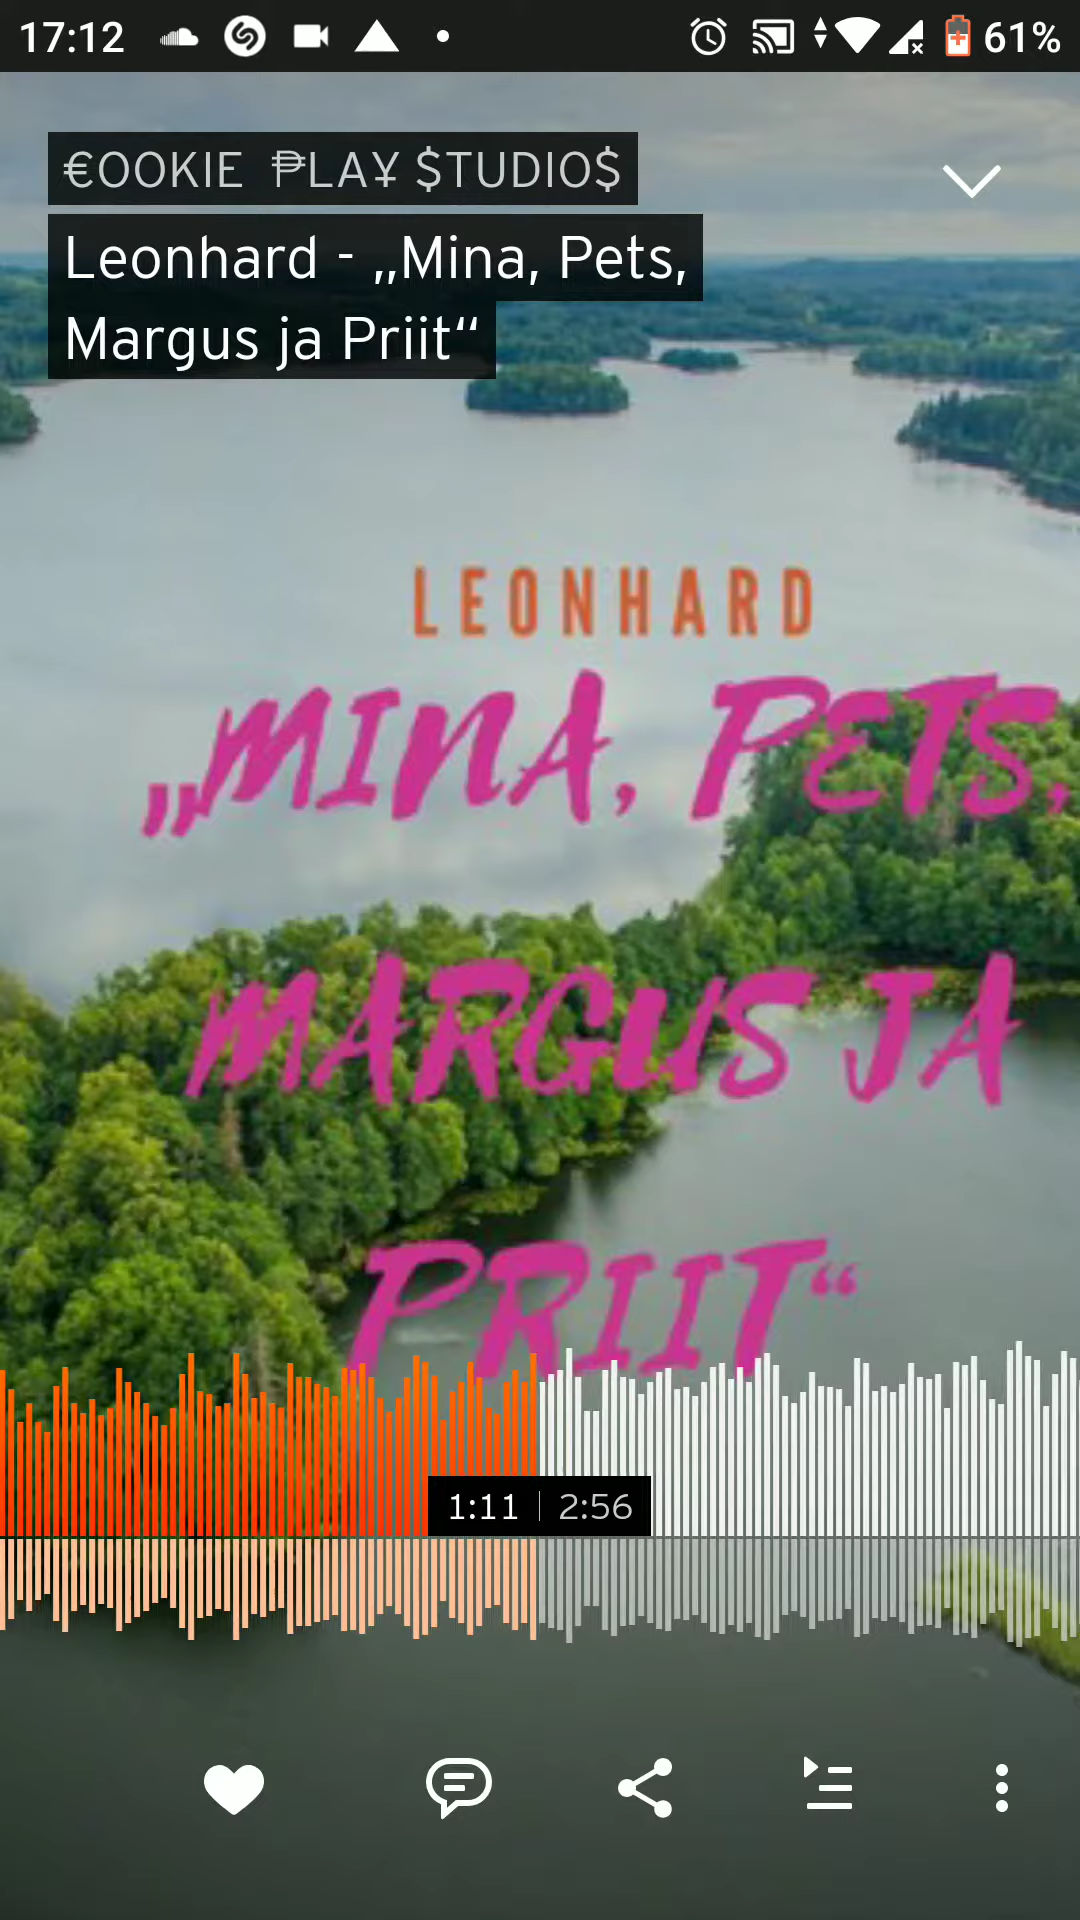 17:12
61%
€OOKIE ₱LA¥ $TUDIO$
Leonhard - „Mina, Pets,
Margus ja Priit“
LEONHARD
„MINA, PETS,
MARGUS JA
PRIIT“
1:11 | 2:56